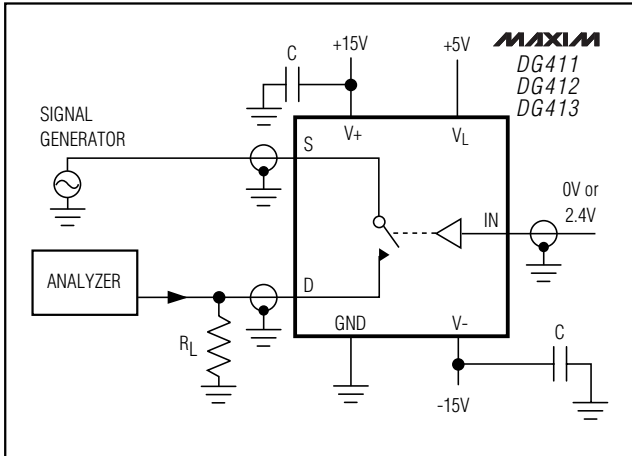 C
+15V
+5V
MAXIM
DG411
DG412
DG413
SIGNAL
GENERATOR
V+
VL
S
0V or
2.4V
IN
ANALYZER
D
RL
GND
V-
C
-15V